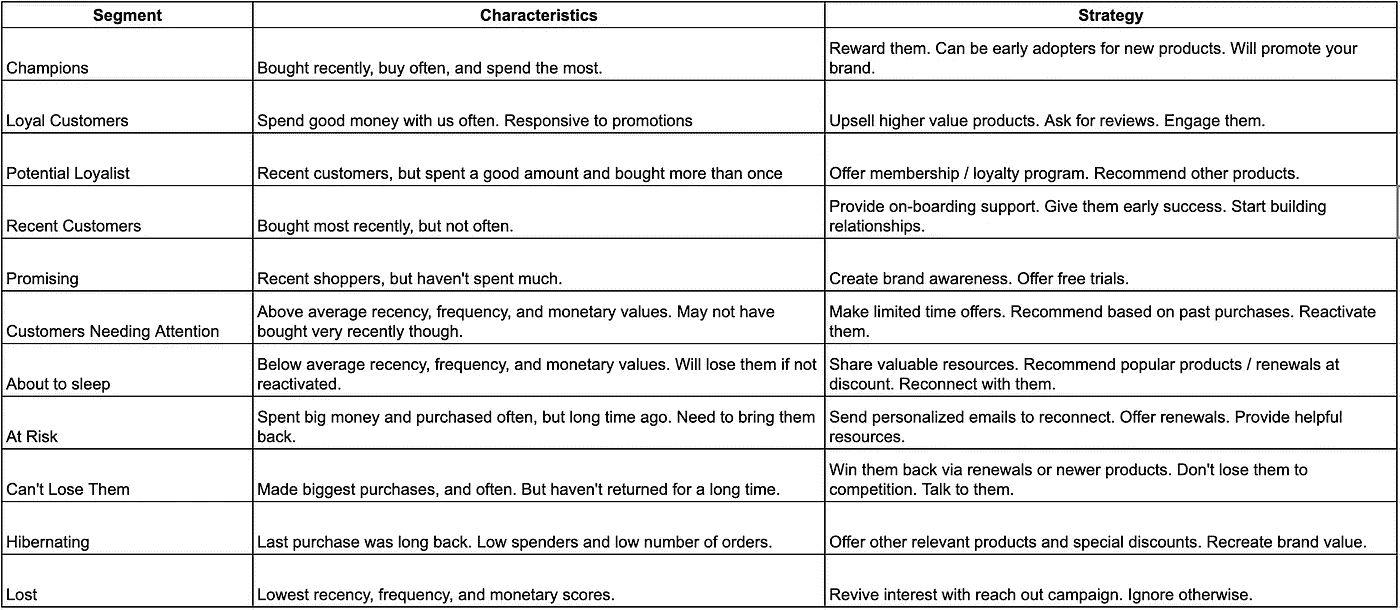 Segment
Characteristics
Strategy
Champions
Bought recently, buy often, and spend the most.
Reward them. Can be early adopters for new products. Will promote your
brand.
Loyal Customers
Spend good money with us often. Responsive to promotions
Upsell higher value products. Ask for reviews. Engage them.
Potential Loyalist
Recent customers, but spent a good amount and bought more than once
Offer membership / loyalty program. Recommend other products.
Recent Customers
Bought most recently, but not often.
Provide on-boarding support. Give them early success. Start building
relationships.
Promising
Recent shoppers, but haven't spent much.
Create brand awareness. Offer free trials.
Customers Needing Attention
Above average recency, frequency, and monetary values. May not have
bought very recently though.
Make limited time offers. Recommend based on past purchases. Reactivate
them.
About to sleep
Below average recency, frequency, and monetary values. Will lose them if not
reactivated.
Share valuable resources. Recommend popular products / renewals at
discount. Reconnect with them.
At Risk
Spent big money and purchased often, but long time ago. Need to bring them
back.
Send personalized emails to reconnect. Offer renewals. Provide helpful
resources.
Can't Lose Them
Made biggest purchases, and often. But haven't returned for a long time.
Win them back via renewals or newer products. Don't lose them to
competition. Talk to them.
Hibernating
Last purchase was long back. Low spenders and low number of orders.
Offer other relevant products and special discounts. Recreate brand value.
Lost
Lowest recency, frequency, and monetary scores.
Revive interest with reach out campaign. Ignore otherwise.